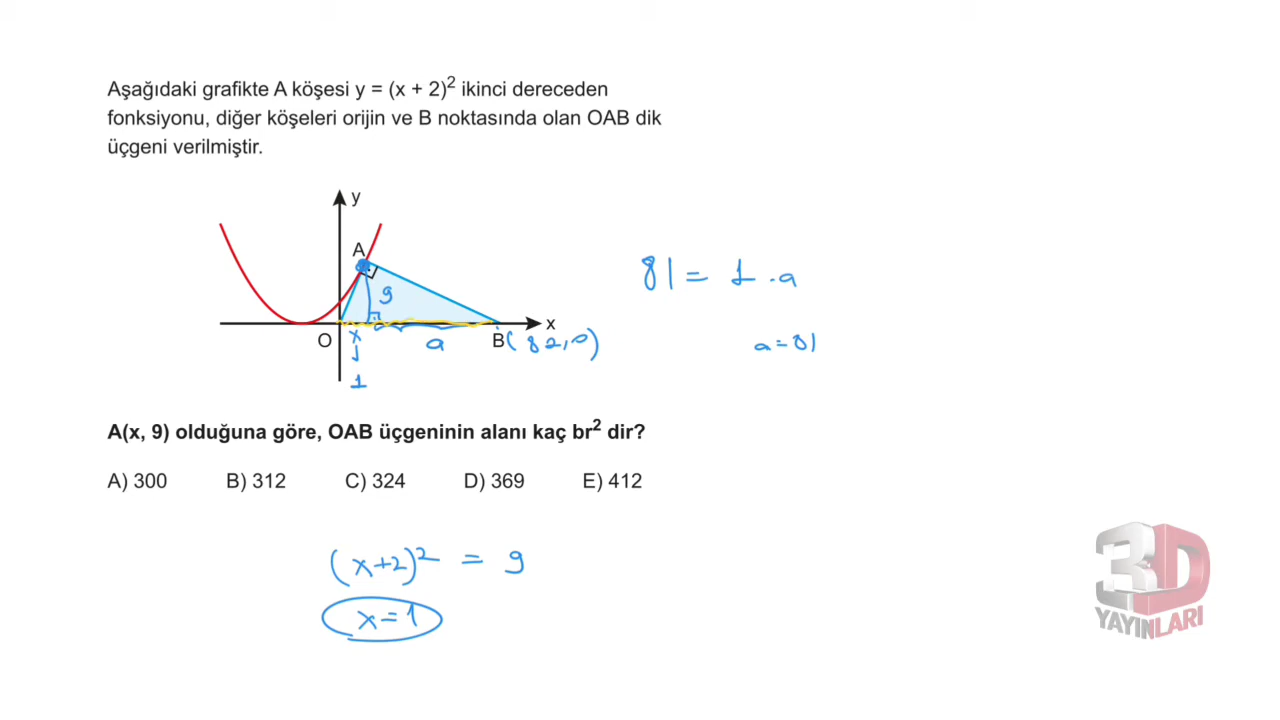 Aşağıdaki grafikte A köşesi y = (x + 2)² ikinci dereceden
fonksiyonu, diğer köşeleri orijin ve B noktasında olan OAB dik
üçgeni verilmiştir.
y
A
9
81 = 1 . a
x
O
x
a
B
(82,0)
a = 81
1
A(x, 9) olduğuna göre, OAB üçgeninin alanı kaç br² dir?
A) 300 B) 312 C) 324 D) 369 E) 412
(x+2)² = 9
x = 1
3D
YAYINLARI